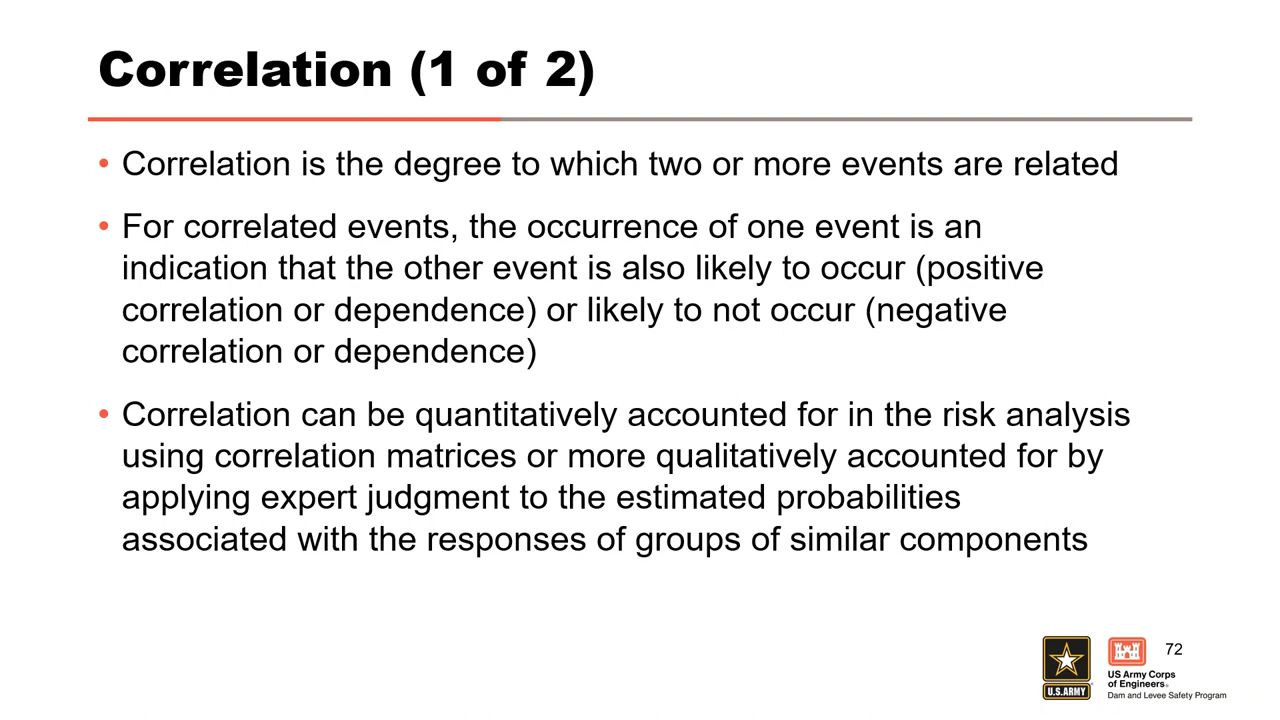 Correlation (1 of 2)
• Correlation is the degree to which two or more events are related
• For correlated events, the occurrence of one event is an
indication that the other event is also likely to occur (positive
correlation or dependence) or likely to not occur (negative
correlation or dependence)
• Correlation can be quantitatively accounted for in the risk analysis
using correlation matrices or more qualitatively accounted for by
applying expert judgment to the estimated probabilities
associated with the responses of groups of similar components
72
U.S.ARMY
US Army Corps
of Engineers®
Dam and Levee Safety Program